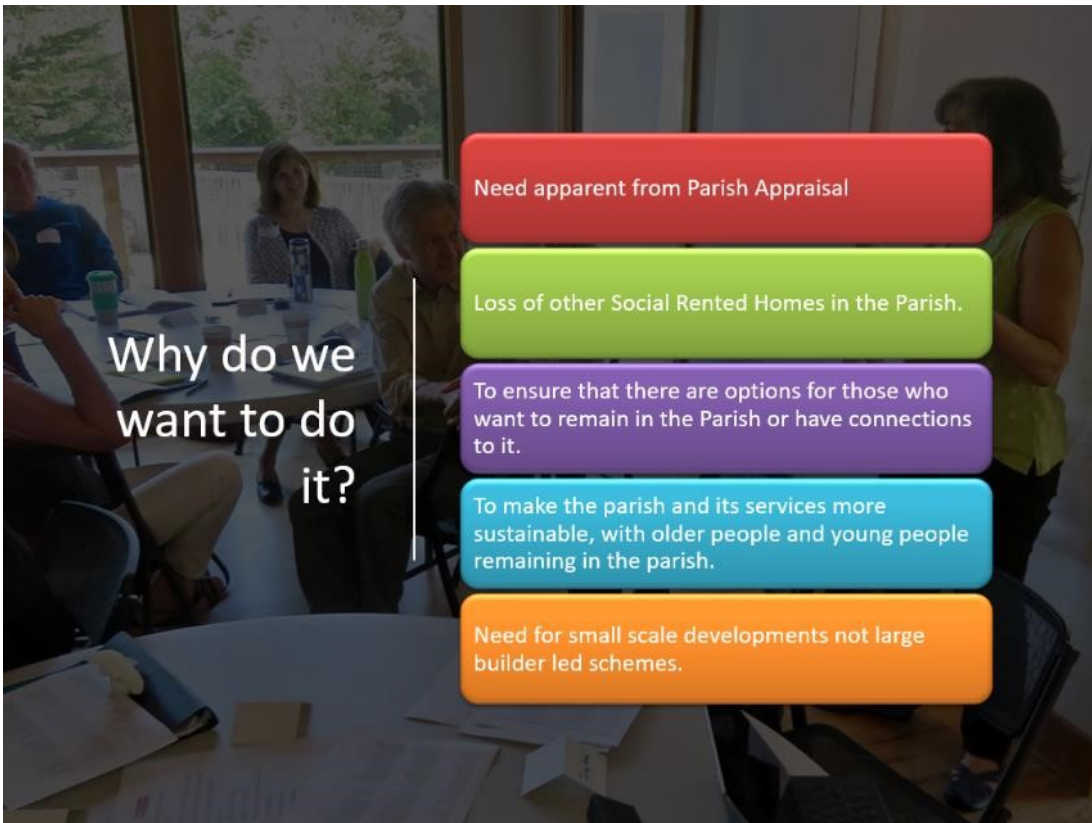 Why do we
want to do
it?
Need apparent from Parish Appraisal
Loss of other Social Rented Homes in the Parish.
To ensure that there are options for those who
want to remain in the Parish or have connections
to it.
To make the parish and its services more
sustainable, with older people and young people
remaining in the parish.
Need for small scale developments not large
builder led schemes.